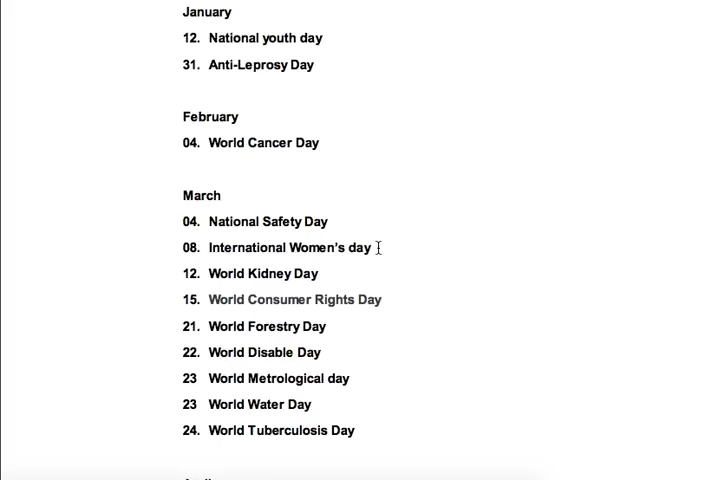 January
12. National youth day
31. Anti-Leprosy Day
February
04. World Cancer Day
March
04. National Safety Day
08. International Women's day
12. World Kidney Day
15. World Consumer Rights Day
21. World Forestry Day
22. World Disable Day
23 World Metrological day
23 World Water Day
24. World Tuberculosis Day